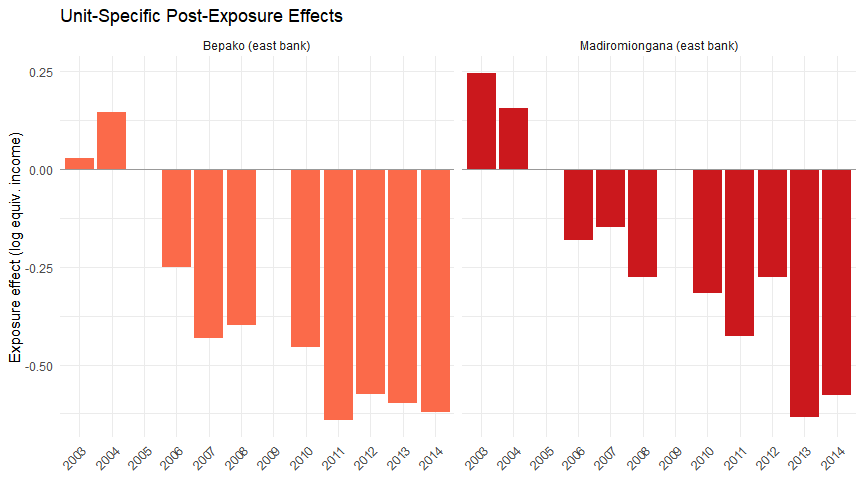 Unit-Specific Post-Exposure Effects
Bepako (east bank)
Madiromiongana (east bank)
Exposure effect (log equiv. income)
0.25
0.00
-0.25
-0.50
2003 2004 2005 2006 2007 2008 2009 2010 2011 2012 2013 2014
2003 2004 2005 2006 2007 2008 2009 2010 2011 2012 2013 2014